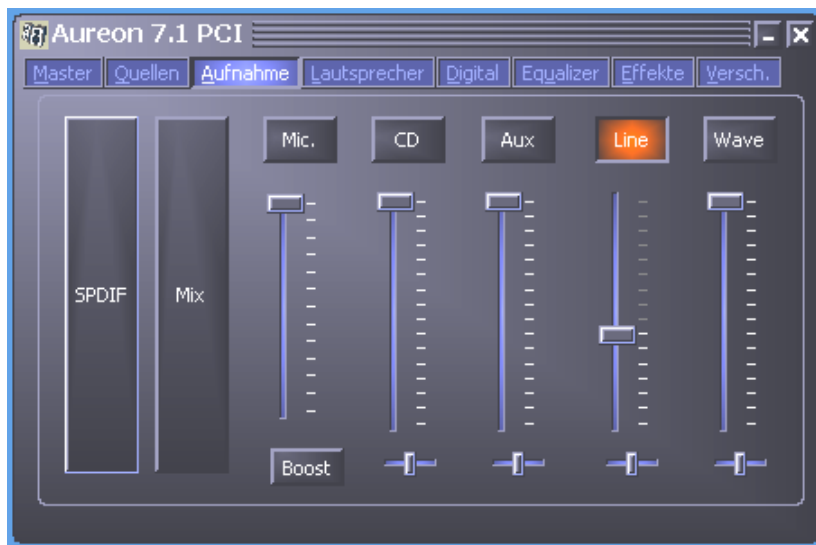 Aureon 7.1 PCI
Master Quellen Aufnahme Lautsprecher Digital Equalizer Effekte Versch.
Mic. CD Aux Line Wave
SPDIF Mix
Boost